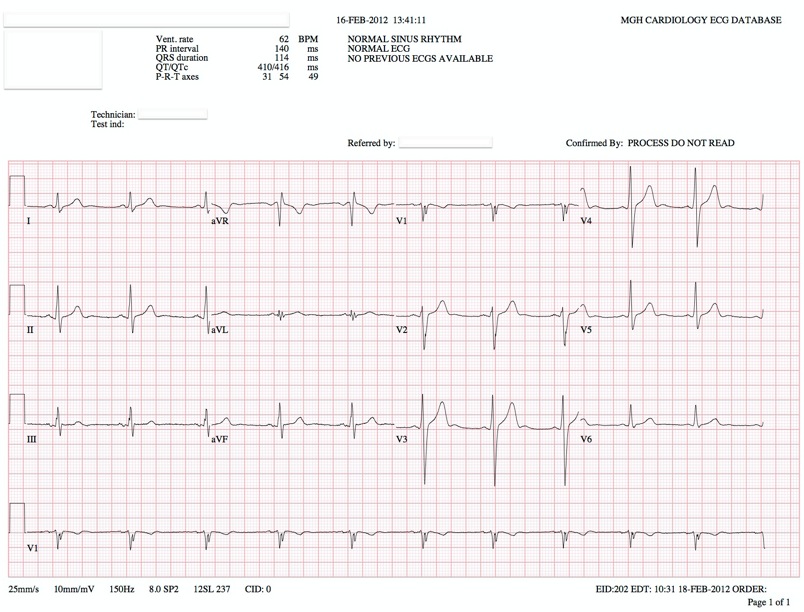 16-FEB-2012 13:41:11 MGH CARDIOLOGY ECG DATABASE
Vent. rate 62 BPM NORMAL SINUS RHYTHM
PR interval 140 ms NORMAL ECG
QRS duration 114 ms NO PREVIOUS ECGS AVAILABLE
QT/QTc 410/416 ms
P-R-T axes 31 54 49
Technician:
Test ind:
Referred by: Confirmed By: PROCESS DO NOT READ
I aVR V1 V4
II aVL V2 V5
III aVF V3 V6
V1
25mm/s 10mm/mV 150Hz 8.0 SP2 12SL 237 CID: 0 EID:202 EDT: 10:31 18-FEB-2012 ORDER:
Page 1 of 1